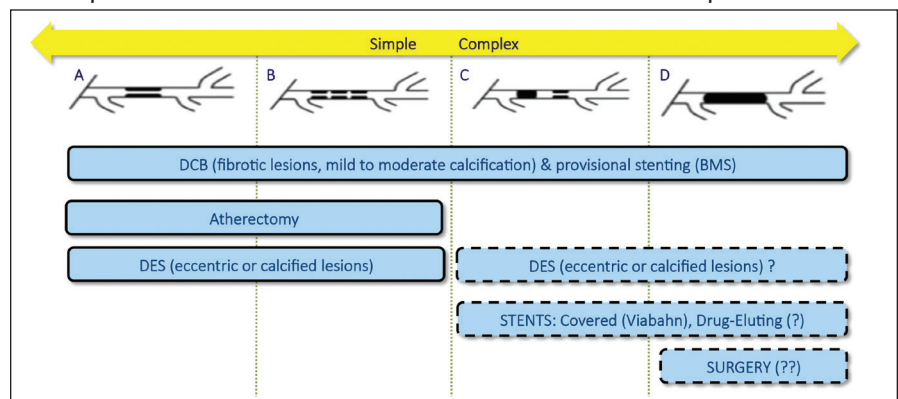 Simple Complex
A B C D
DCB (fibrotic lesions, mild to moderate calcification) & provisional stenting (BMS)
Atherectomy
DES (eccentric or calcified lesions) DES (eccentric or calcified lesions) ?
STENTS: Covered (Viabahn), Drug-Eluting (?)
SURGERY (??)